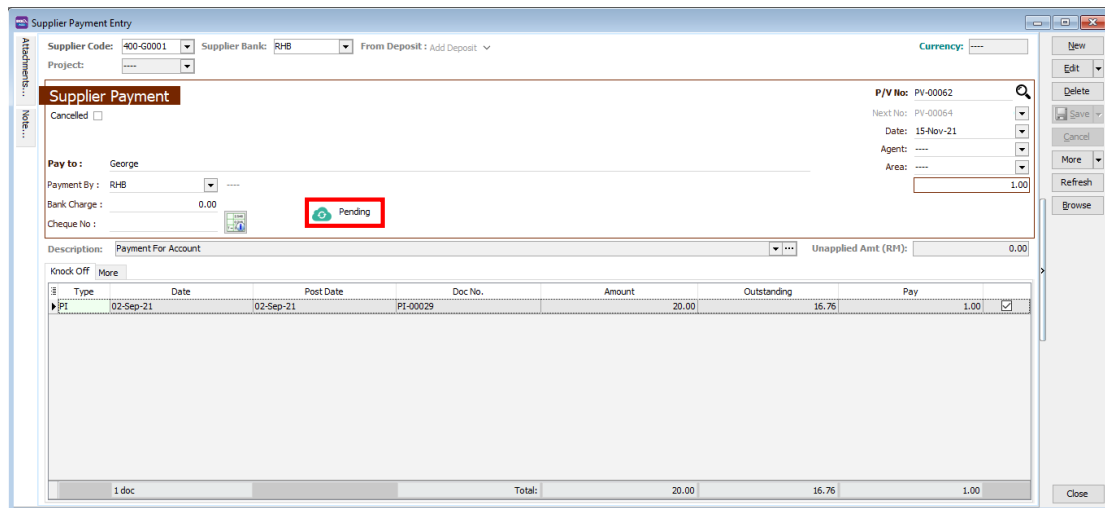 Supplier Payment Entry
Attachments...
Note...
Supplier Code: 400-G0001 Supplier Bank: RHB From Deposit : Add Deposit Currency: ----
Project: ----
Supplier Payment
P/V No: PV-00062
Cancelled
Next No: PV-00064
Date: 15-Nov-21
Agent: ----
Pay to : George
Area: ----
Payment By : RHB ----
1.00
Bank Charge : 0.00
Pending
Cheque No :
Description: Payment For Account Unapplied Amt (RM): 0.00
Knock Off More
Type Date Post Date Doc No. Amount Outstanding Pay
PI 02-Sep-21 02-Sep-21 PI-00029 20.00 16.76 1.00
1 doc Total: 20.00 16.76 1.00
New
Edit
Delete
Save
Cancel
More
Refresh
Browse
Close